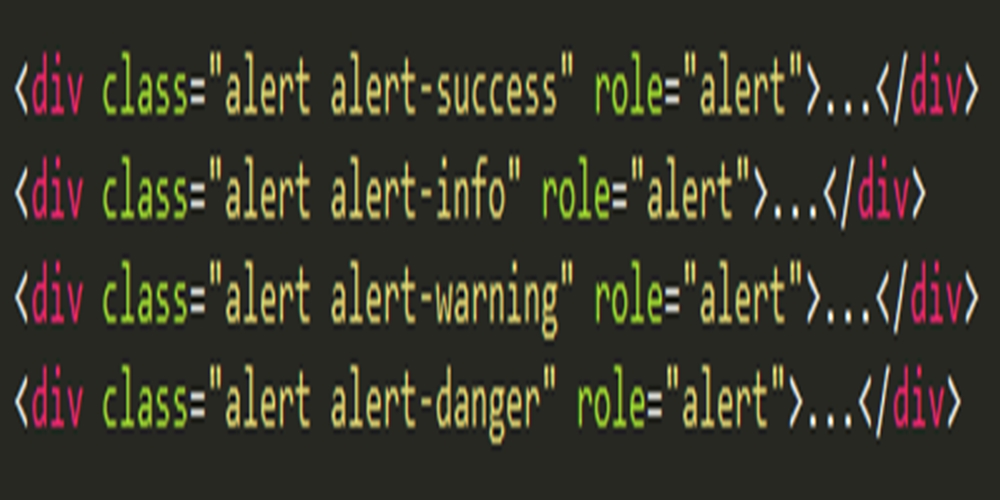 <div class="alert alert-success" role="alert">...</div>
<div class="alert alert-info" role="alert">...</div>
<div class="alert alert-warning" role="alert">...</div>
<div class="alert alert-danger" role="alert">...</div>